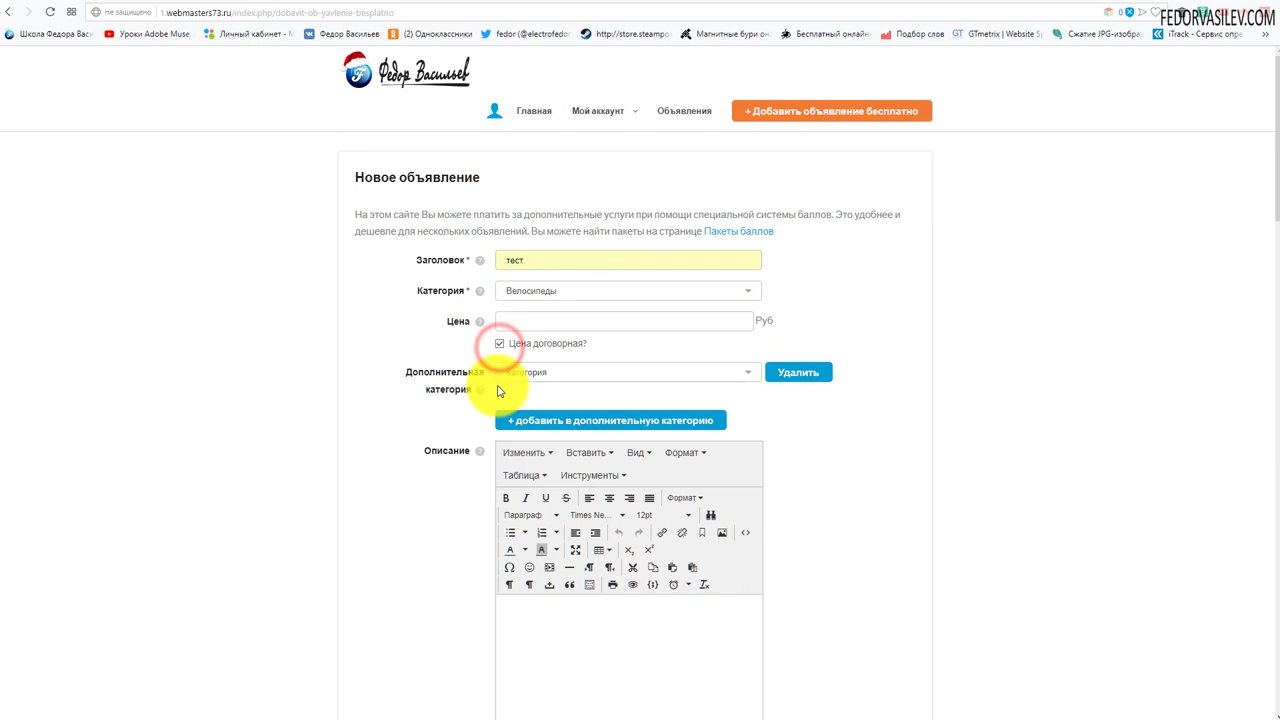 Не защищено
1.webmasters73.ru/index.php/dobavit-ob-yavlenie-besplatno
0
FEDORVASILEV.COM
Школа Федора Васи.
Уроки Adobe Muse,
Личный кабинет - М
Федор Васильев
(2) Одноклассники
fedor (@electrofedor
http://store.steampo
Магнитные бури он
Бесплатный онлайн-
Подбор слов
GTmetrix | Website S
Сжатие JPG-изобра:
iTrack - Сервис опре.
Федор Васильев
Главная
Мой аккаунт
Объявления
+ Добавить объявление бесплатно
Новое объявление
На этом сайте Вы можете платить за дополнительные услуги при помощи специальной системы баллов. Это удобнее и
дешевле для нескольких объявлений. Вы можете найти пакеты на странице Пакеты баллов
Заголовок * ?
тест
Категория * ?
Велосипеды
Цена ?
Руб
Цена договорная?
Дополнительная
категория
Категория
Удалить
+ добавить в дополнительную категорию
Описание ?
Изменить Вставить Вид Формат
Таблица Инструменты
Формат
Параграф Times Ne... 12pt